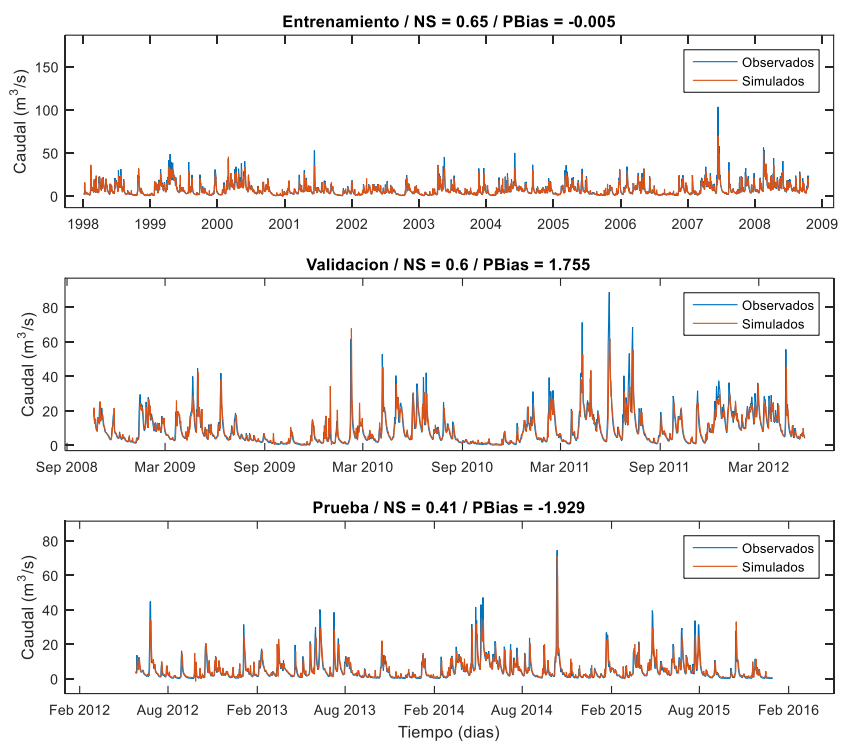 Entrenamiento / NS = 0.65 / PBias = -0.005
Caudal (m³/s)
150
100
50
0
Observados
Simulados
1998 1999 2000 2001 2002 2003 2004 2005 2006 2007 2008 2009
Validacion / NS = 0.6 / PBias = 1.755
Caudal (m³/s)
80
60
40
20
0
Observados
Simulados
Sep 2008 Mar 2009 Sep 2009 Mar 2010 Sep 2010 Mar 2011 Sep 2011 Mar 2012
Prueba / NS = 0.41 / PBias = -1.929
Caudal (m³/s)
80
60
40
20
0
Observados
Simulados
Feb 2012 Aug 2012 Feb 2013 Aug 2013 Feb 2014 Aug 2014 Feb 2015 Aug 2015 Feb 2016
Tiempo (dias)